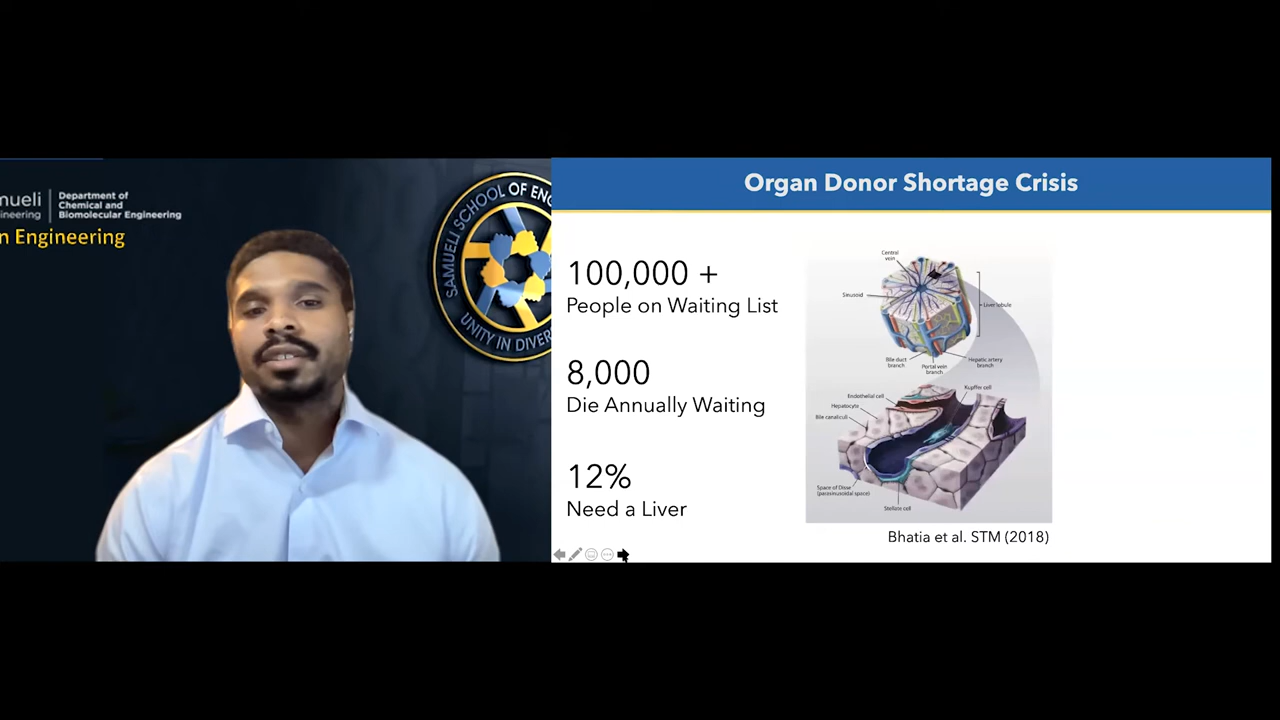 mueli
ineering
Department of
Chemical and
Biomolecular Engineering
n Engineering
SAMUELI SCHOOL OF ENG
UNITY IN DIVER
Organ Donor Shortage Crisis
100,000 +
People on Waiting List
8,000
Die Annually Waiting
12%
Need a Liver
Central
vein
Sinusoid
Liver lobule
Bile duct
branch
Portal vein
branch
Hepatic artery
branch
Kupffer cell
Endothelial cell
Hepatocyte
Bile canaliculi
Space of Disse
(parasinusoidal space)
Stellate cell
Bhatia et al. STM (2018)